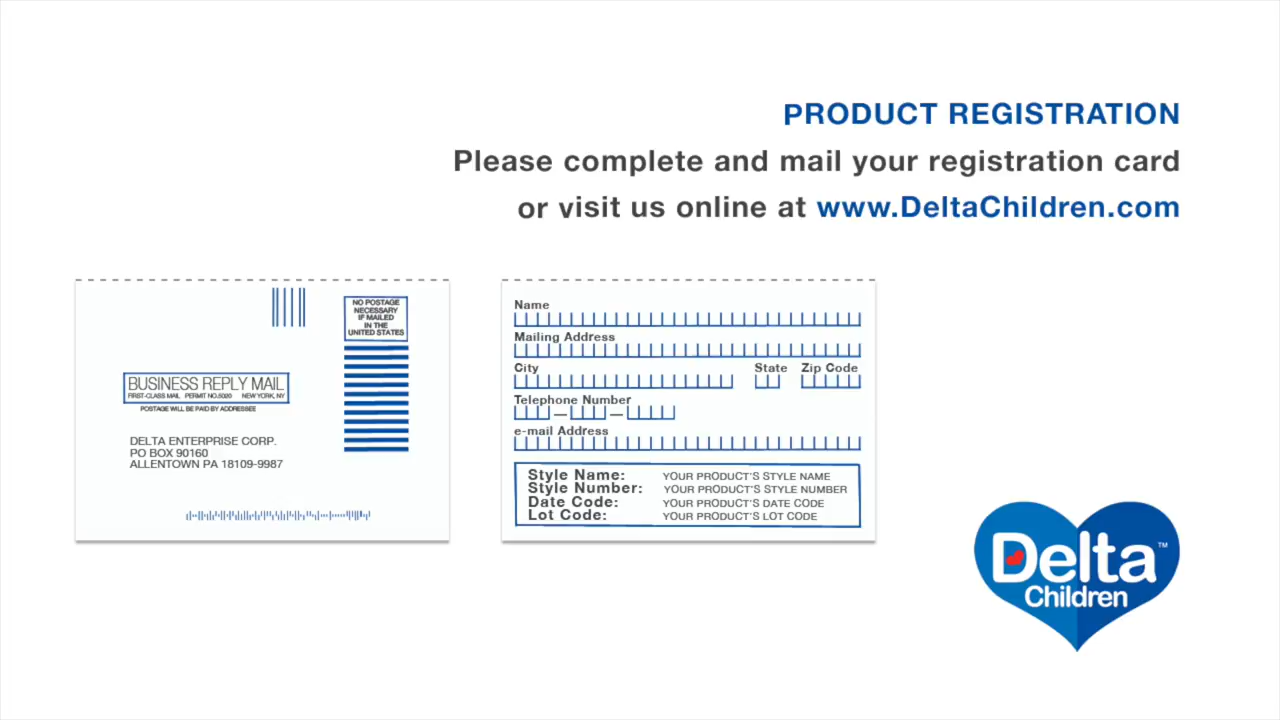 PRODUCT REGISTRATION
Please complete and mail your registration card
or visit us online at www.DeltaChildren.com
NO POSTAGE
NECESSARY
IF MAILED
IN THE
UNITED STATES
BUSINESS REPLY MAIL
FIRST-CLASS MAIL PERMIT NO.5020 NEW YORK, NY
POSTAGE WILL BE PAID BY ADDRESSEE
DELTA ENTERPRISE CORP.
PO BOX 90160
ALLENTOWN PA 18109-9987
Name
Mailing Address
City State Zip Code
Telephone Number
e-mail Address
Style Name: YOUR PRODUCT'S STYLE NAME
Style Number: YOUR PRODUCT'S STYLE NUMBER
Date Code: YOUR PRODUCT'S DATE CODE
Lot Code: YOUR PRODUCT'S LOT CODE
Delta™
Children